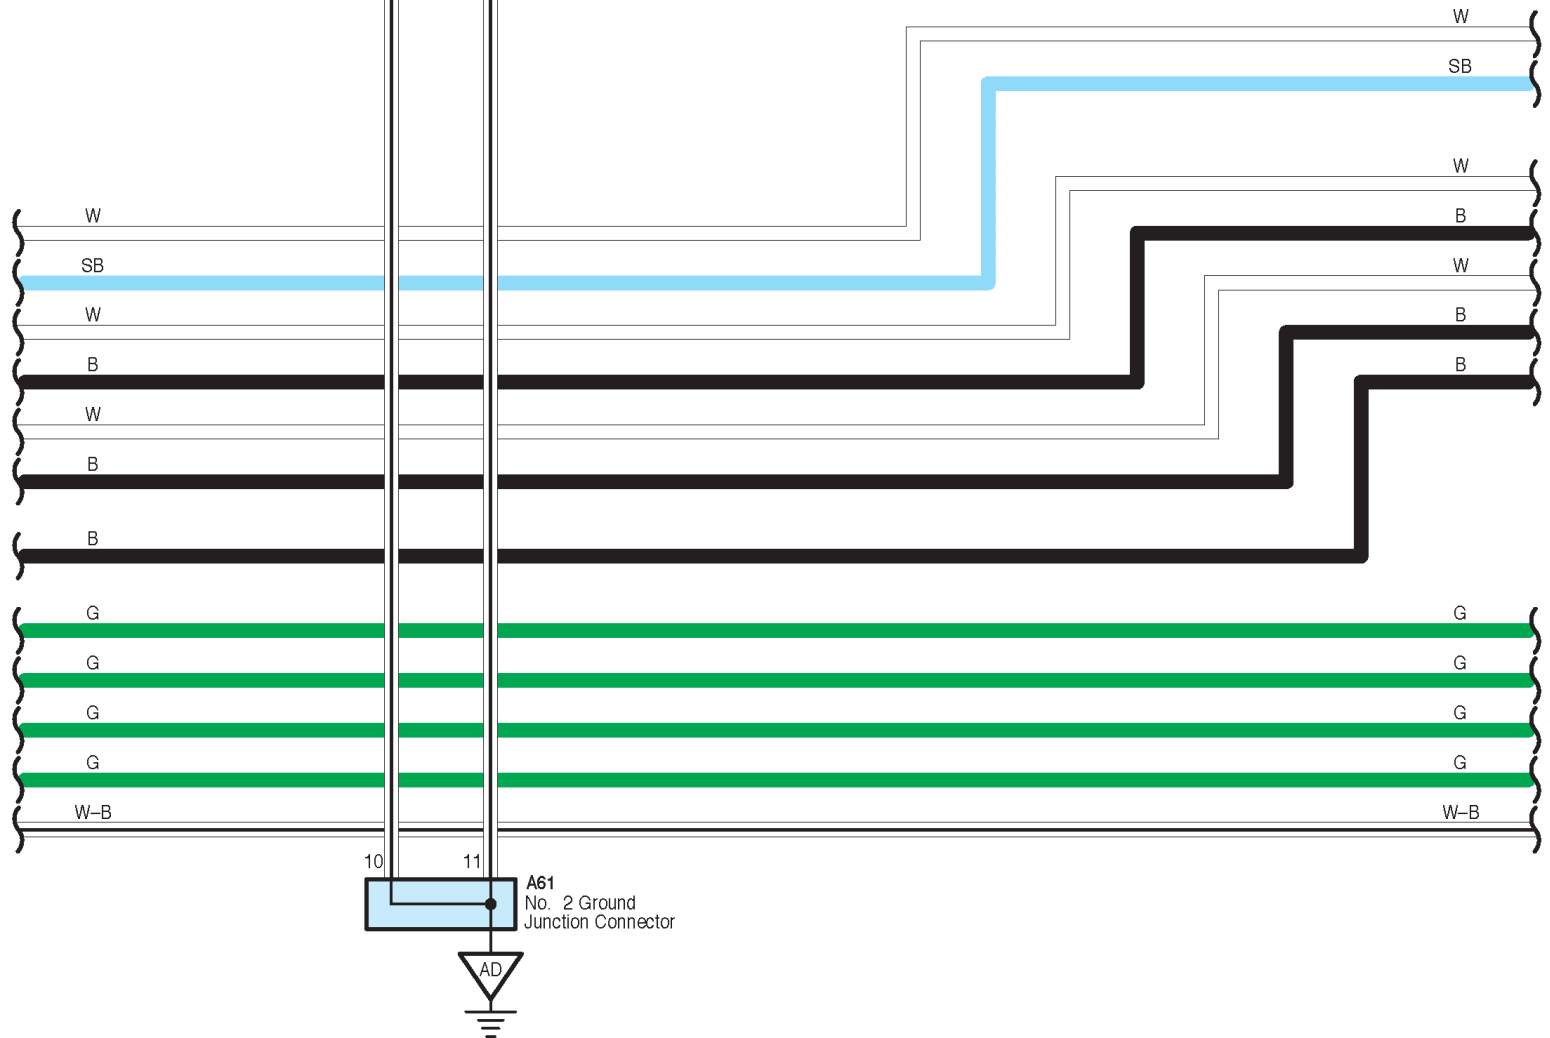 W
SB
W
W
B
SB
W
W
B
B
W
B
B
B
G G
G G
G G
G G
W–B W–B
10 11
A61
No. 2 Ground
Junction Connector
AD